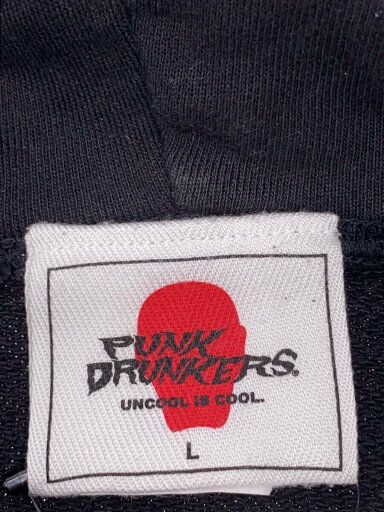 PUNK
DRUNKERS.
UNCOOL IS COOL.
L